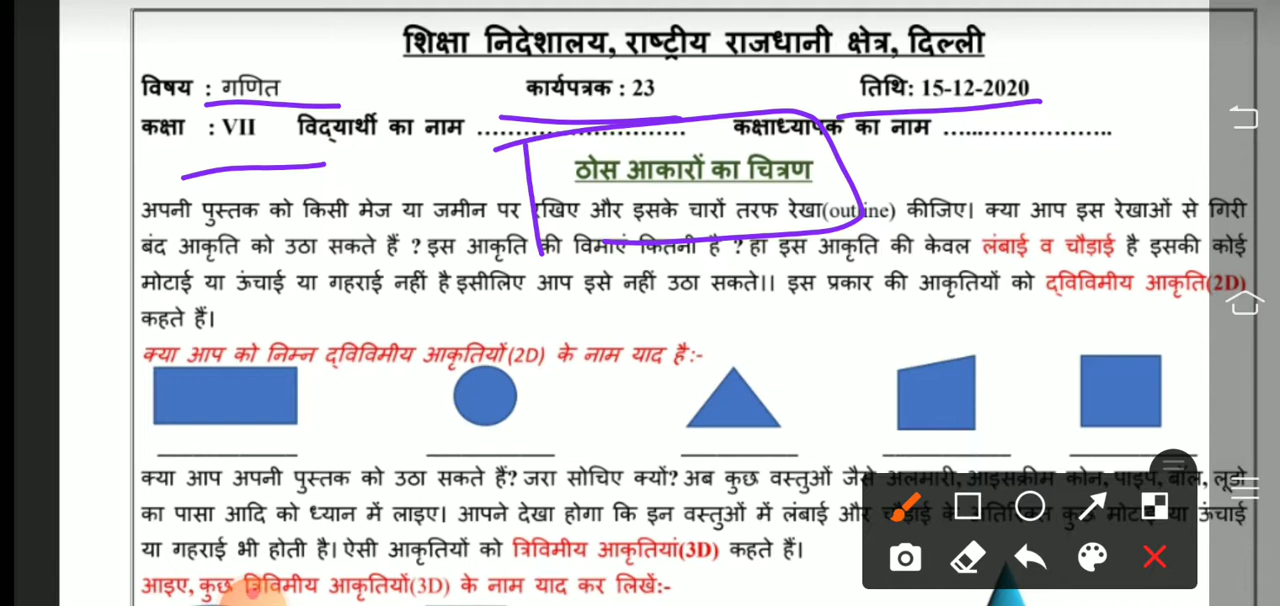 शिक्षा निदेशालय, राष्ट्रीय राजधानी क्षेत्र, दिल्ली
विषय : गणित कार्यपत्रक : 23 तिथि: 15-12-2020
कक्षा : VII विद्यार्थी का नाम ........................... कक्षाध्यापक का नाम ......................
ठोस आकारों का चित्रण
अपनी पुस्तक को किसी मेज या जमीन पर रखिए और इसके चारों तरफ रेखा(outline) कीजिए। क्या आप इस रेखाओं से गिरी
बंद आकृति को उठा सकते हैं ? इस आकृति की विमाएं कितनी है ? हा इस आकृति की केवल लंबाई व चौड़ाई है इसकी कोई
मोटाई या ऊंचाई या गहराई नहीं है इसीलिए आप इसे नहीं उठा सकते।। इस प्रकार की आकृतियों को द्विविमीय आकृति(2D)
कहते हैं।
क्या आप को निम्न द्विविमीय आकृतियों(2D) के नाम याद है:-
क्या आप अपनी पुस्तक को उठा सकते हैं? जरा सोचिए क्यों? अब कुछ वस्तुओं जैसे अलमारी, आइसक्रीम कोन, पाइप, बॉल, लूडो
का पासा आदि को ध्यान में लाइए। आपने देखा होगा कि इन वस्तुओं में लंबाई और चौड़ाई के अतिरिक्त कुछ मोटाई या ऊंचाई
या गहराई भी होती है। ऐसी आकृतियों को त्रिविमीय आकृतियां(3D) कहते हैं।
आइए, कुछ त्रिविमीय आकृतियों(3D) के नाम याद कर लिखें:-